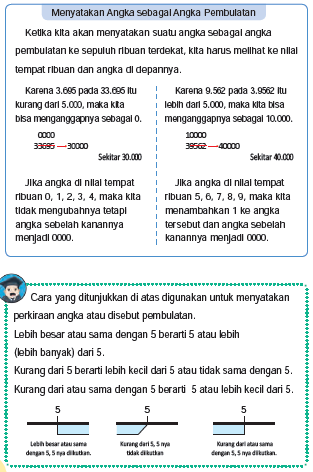 Menyatakan Angka sebagai Angka Pembulatan
Ketika kita akan menyatakan suatu angka sebagai angka
pembulatan ke sepuluh ribuan terdekat, kita harus melihat ke nilai
tempat ribuan dan angka di depannya.
Karena 3.695 pada 33.695 itu
kurang dari 5.000, maka kita
bisa menganggapnya sebagai 0.
0000
33695 30000
Sekitar 30.000
Jika angka di nilai tempat
ribuan 0, 1, 2, 3, 4, maka kita
tidak mengubahnya tetapi
angka sebelah kanannya
menjadi 0000.
Karena 9.562 pada 3.9562 itu
lebih dari 5.000, maka kita bisa
menganggapnya sebagai 10.000.
10000
39562 40000
Sekitar 40.000
Jika angka di nilai tempat
ribuan 5, 6, 7, 8, 9, maka kita
menambahkan 1 ke angka
tersebut dan angka sebelah
kanannya menjadi 0000.
Cara yang ditunjukkan di atas digunakan untuk menyatakan
perkiraan angka atau disebut pembulatan.
Lebih besar atau sama dengan 5 berarti 5 atau lebih
(lebih banyak) dari 5.
Kurang dari 5 berarti lebih kecil dari 5 atau tidak sama dengan 5.
Kurang dari atau sama dengan 5 berarti 5 atau lebih kecil dari 5.
5
Lebih besar atau sama
dengan 5, 5 nya diikutkan.
5
Kurang dari 5, 5 nya
tidak diikutkan
5
Kurang dari atau sama
dengan 5, 5 nya diikutkan.